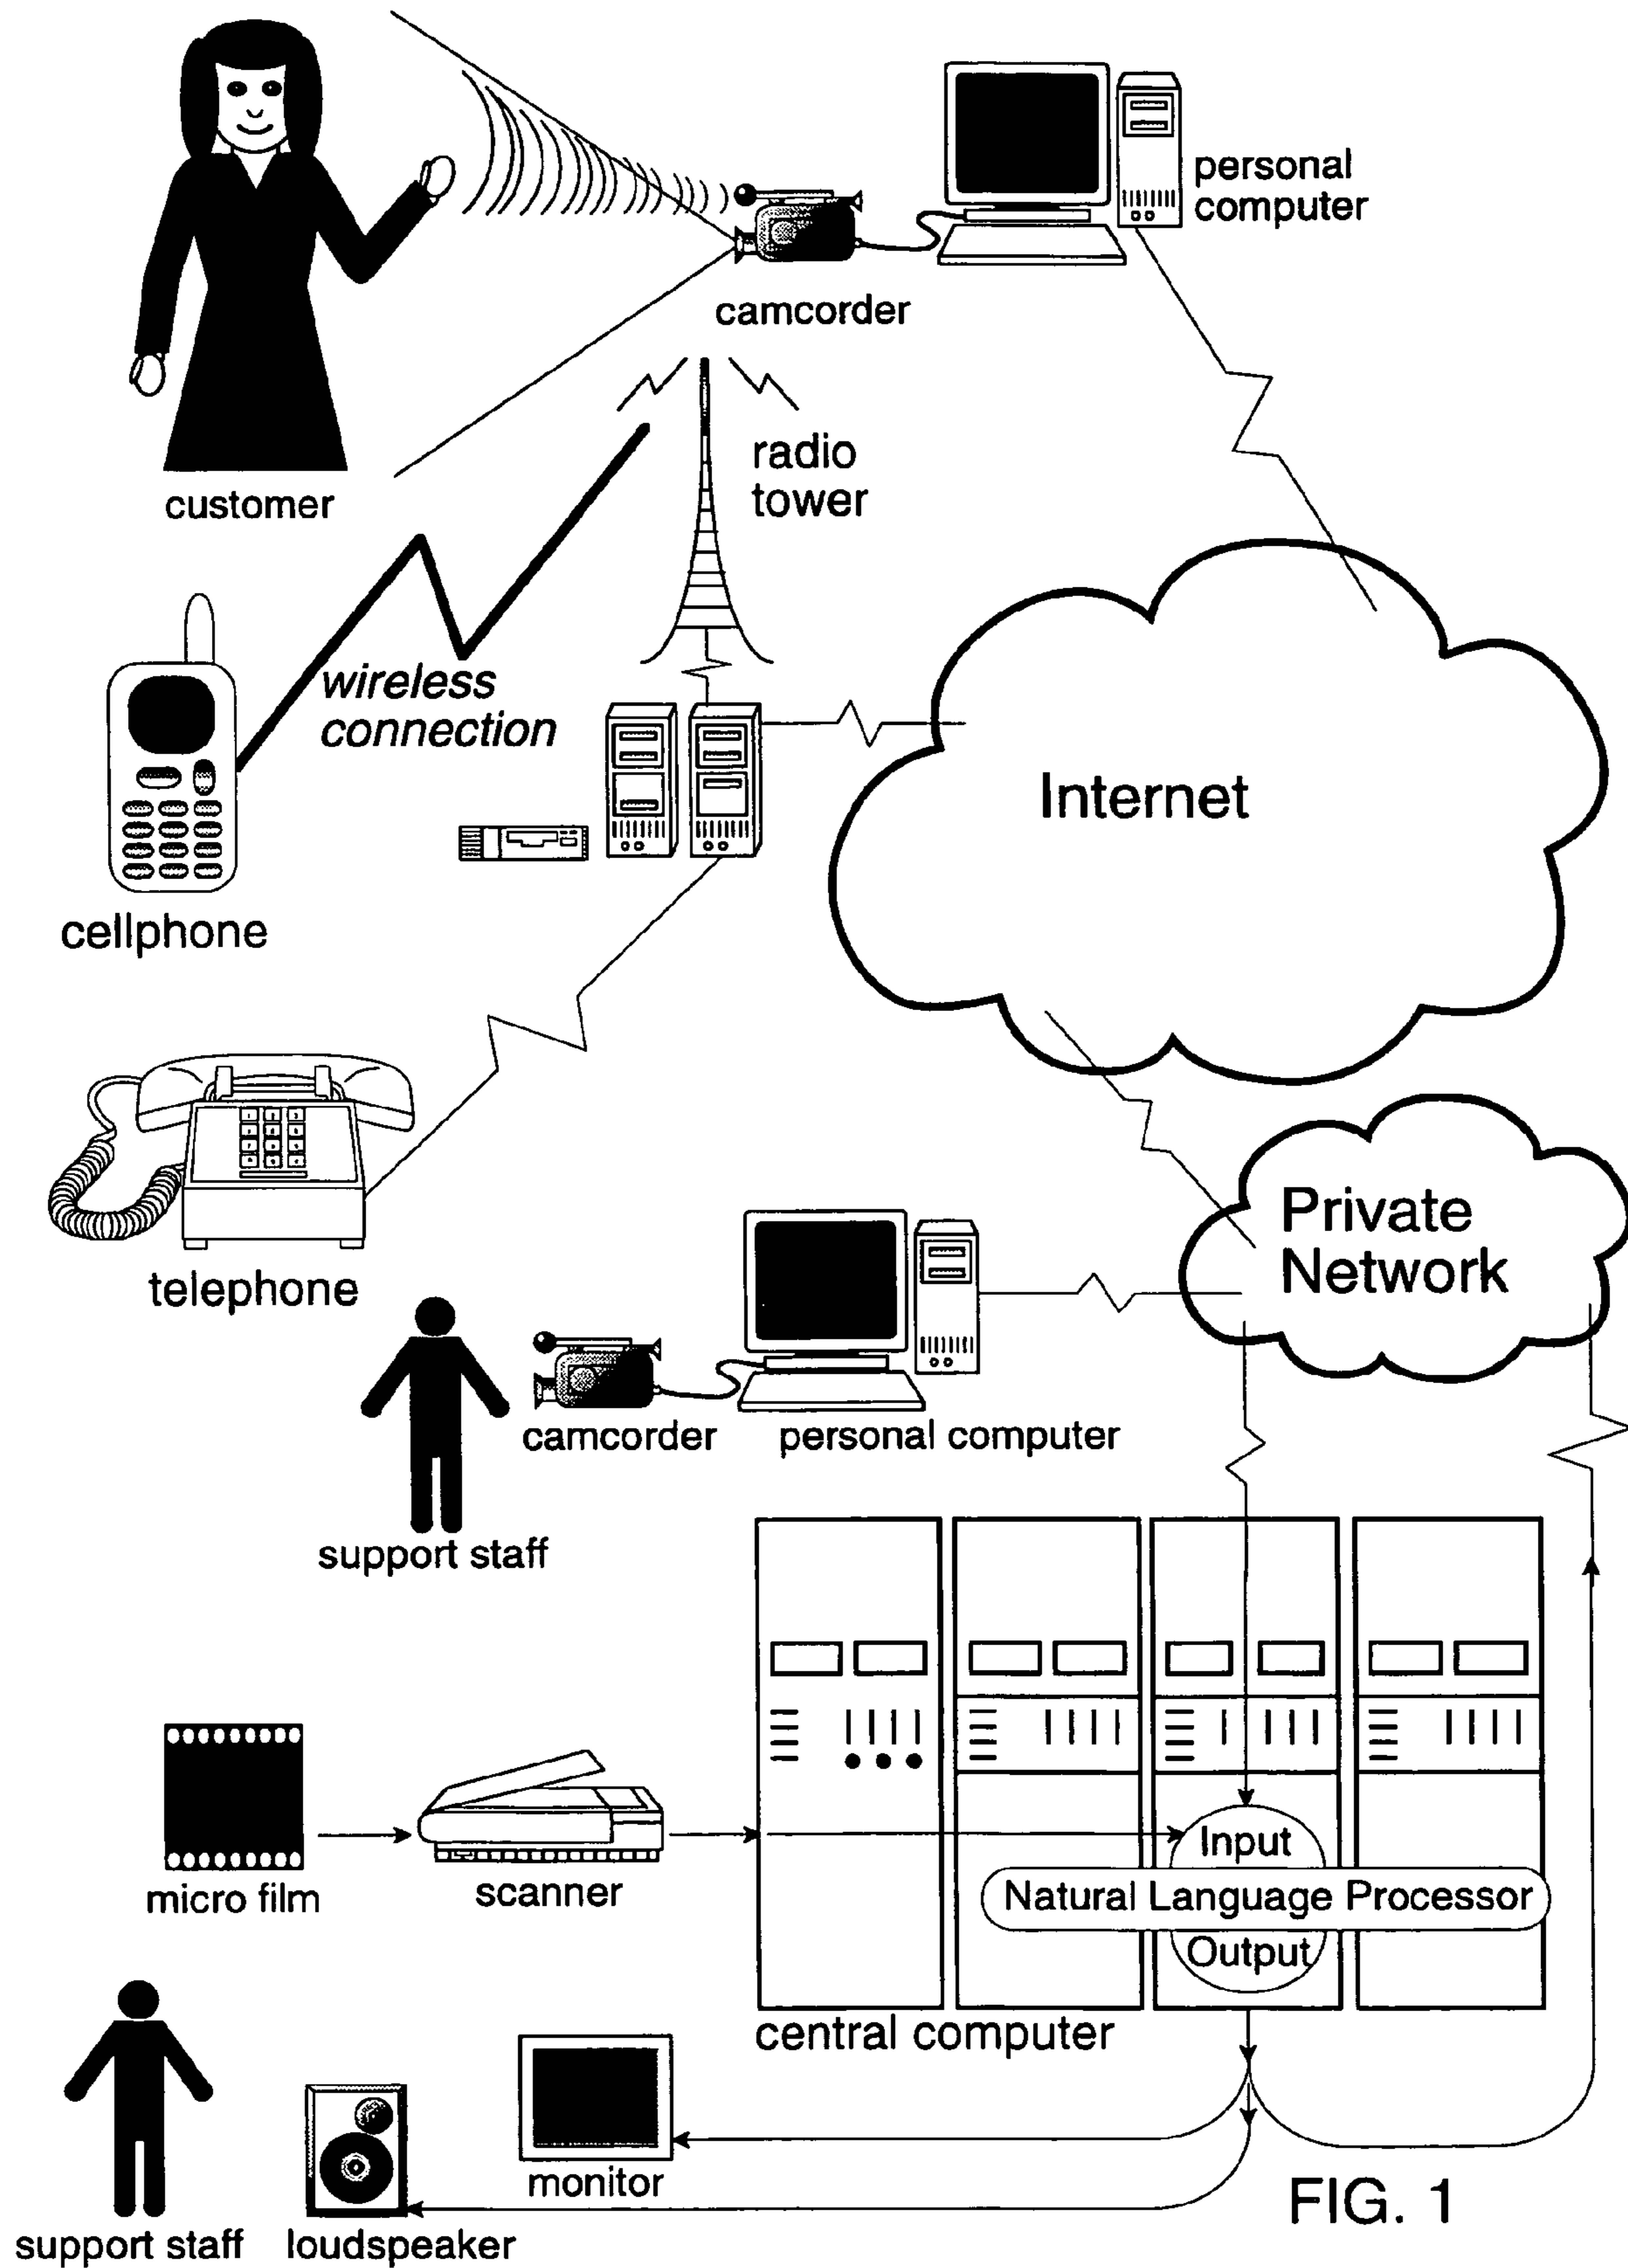 personal
computer
camcorder
radio
tower
customer
wireless
connection
Internet
cellphone
Private
Network
telephone
camcorder
personal computer
support staff
Input
micro film
scanner
Natural Language Processor
Output
central computer
monitor
FIG. 1
support staff
loudspeaker